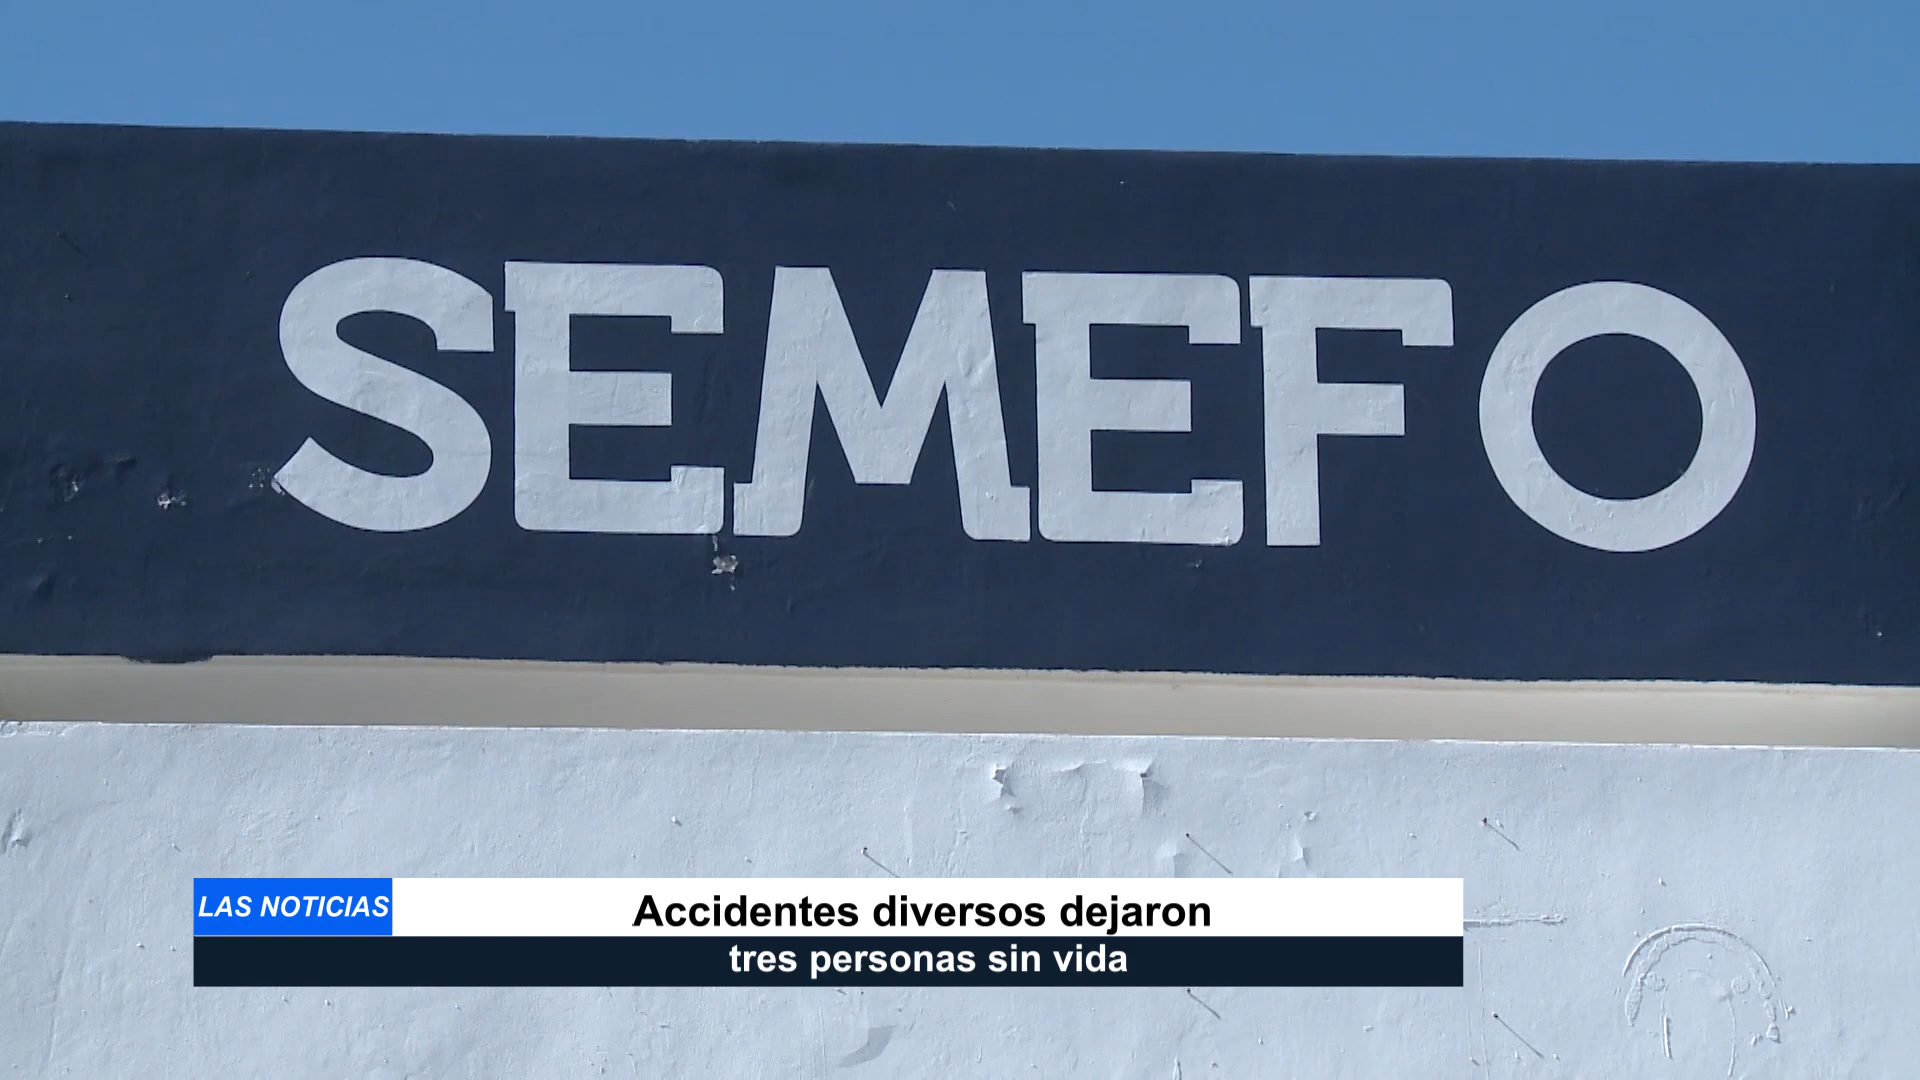 SEMEFO
LAS NOTICIAS
Accidentes diversos dejaron
tres personas sin vida